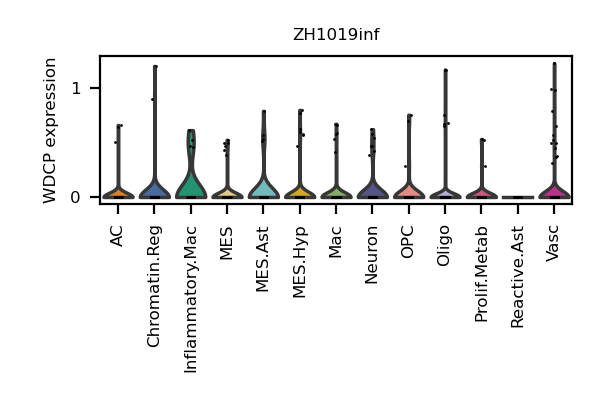 ZH1019inf
WDCP expression
1
0
AC
Chromatin.Reg
Inflammatory.Mac
MES
MES.Ast
MES.Hyp
Mac
Neuron
OPC
Oligo
Prolif.Metab
Reactive.Ast
Vasc